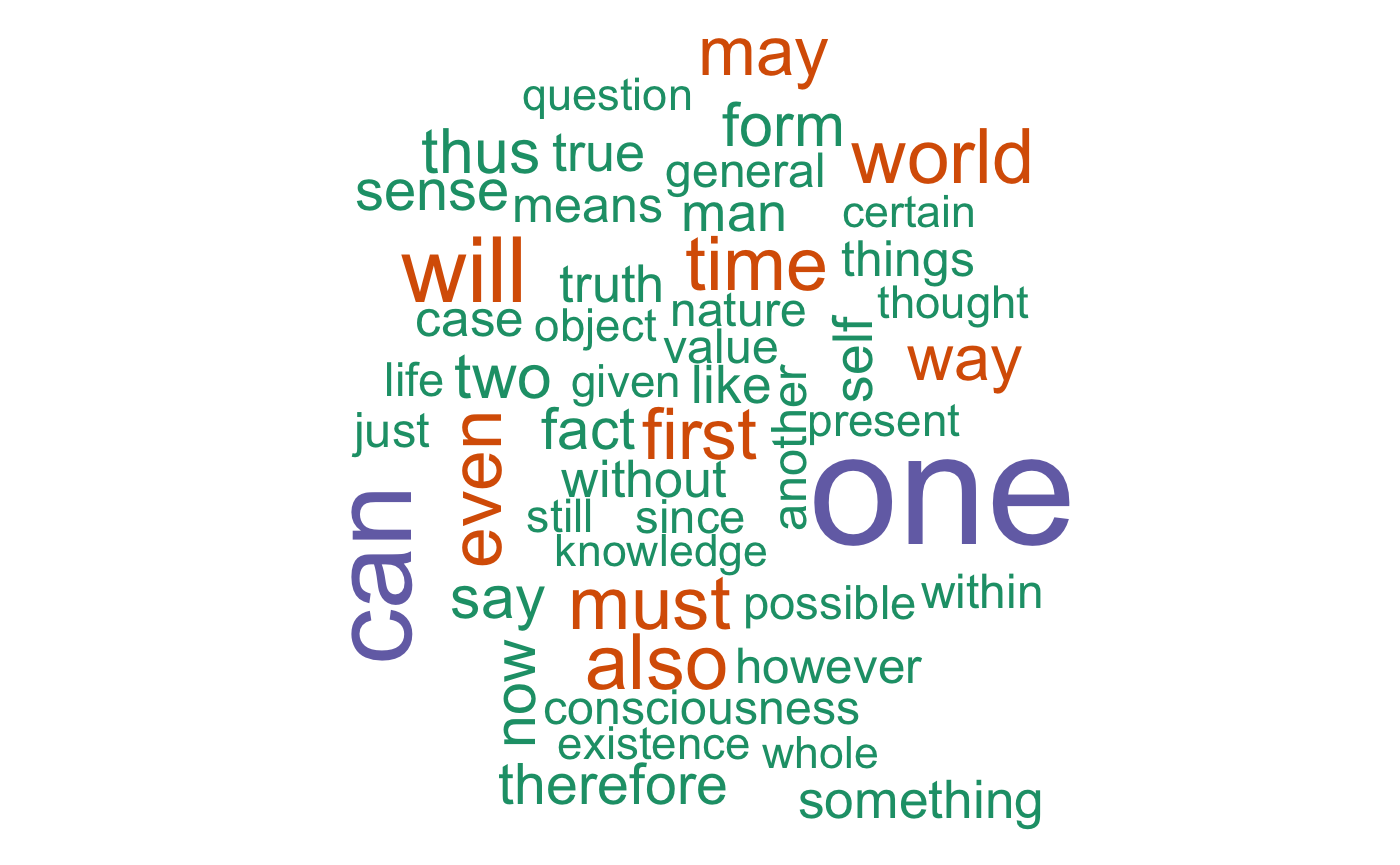 may
question
form
thus true
world
general
sense means
man certain
will time things
truth
nature thought
case object
self
value way
life two given like
another
just even fact first present
one
without
can
still since
knowledge
say must possible within
also however
now
consciousness
existence whole
therefore something